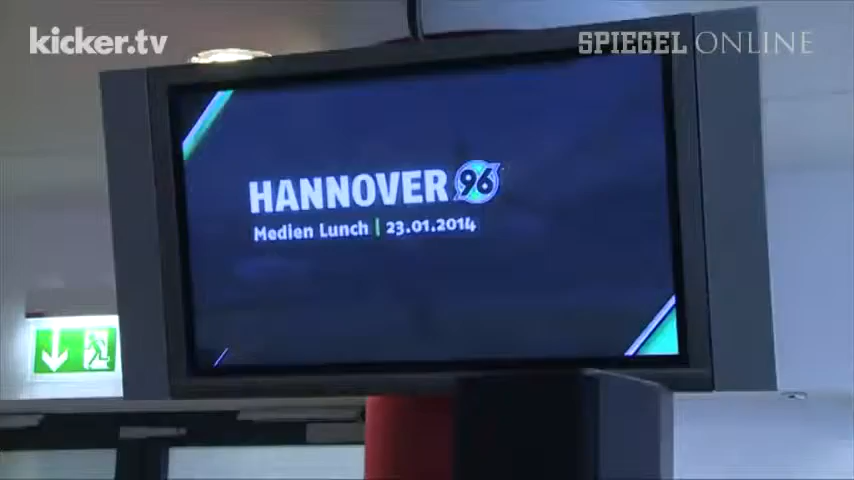 kicker.tv
SPIEGEL ONLINE
HANNOVER 96
Medien Lunch | 23.01.2014